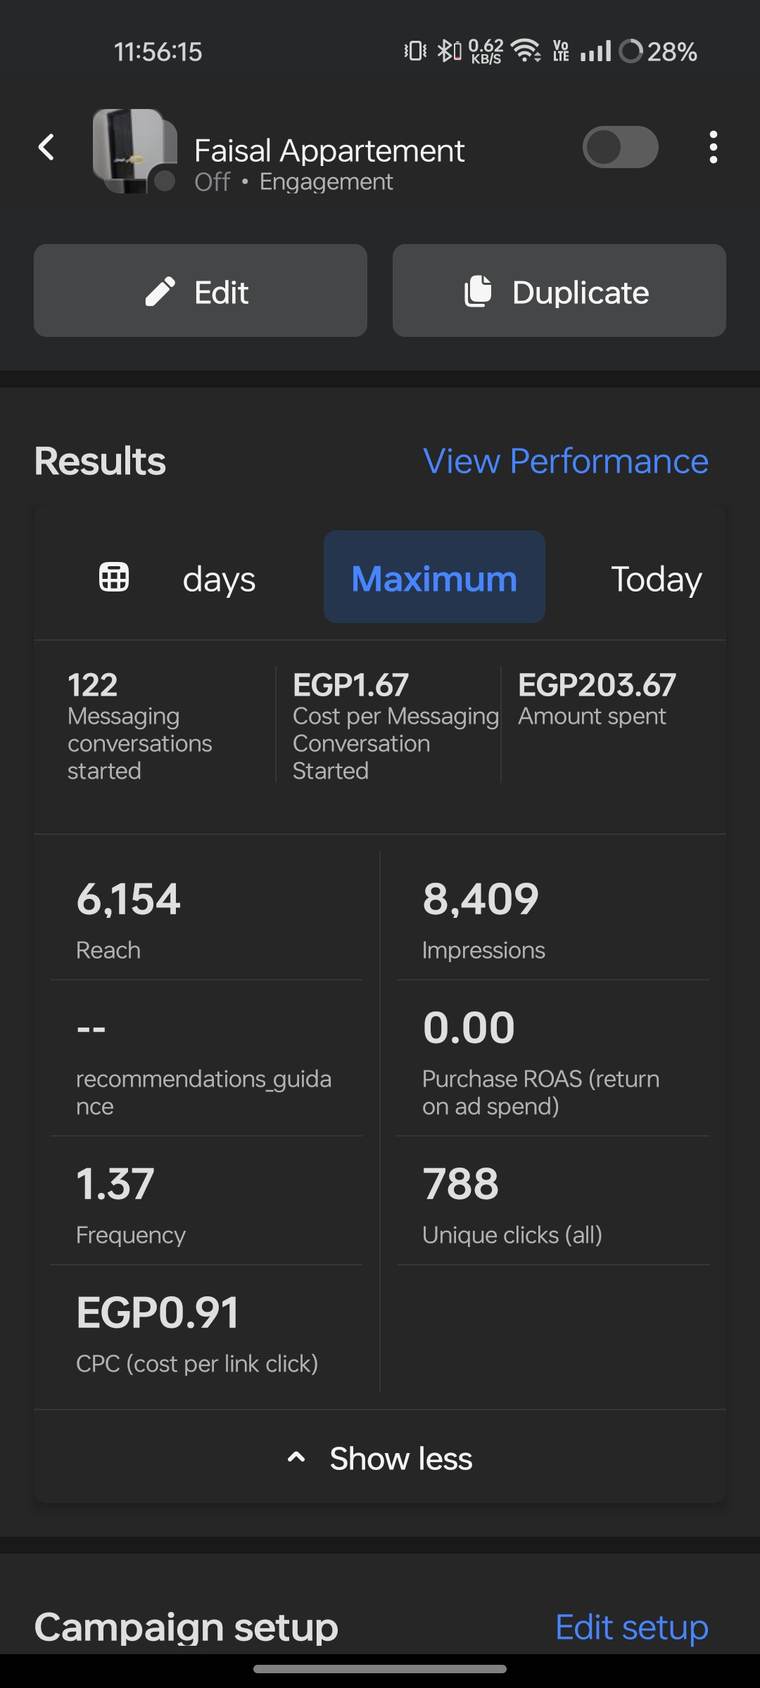 11:56:15
0.62
KB/S
Vo
LTE
28%
Faisal Appartement
Off • Engagement
Edit
Duplicate
Results
View Performance
days
Maximum
Today
122
Messaging
conversations
started
EGP1.67
Cost per Messaging
Conversation
Started
EGP203.67
Amount spent
6,154
Reach
8,409
Impressions
--
recommendations_guida
nce
0.00
Purchase ROAS (return
on ad spend)
1.37
Frequency
788
Unique clicks (all)
EGP0.91
CPC (cost per link click)
Show less
Campaign setup
Edit setup